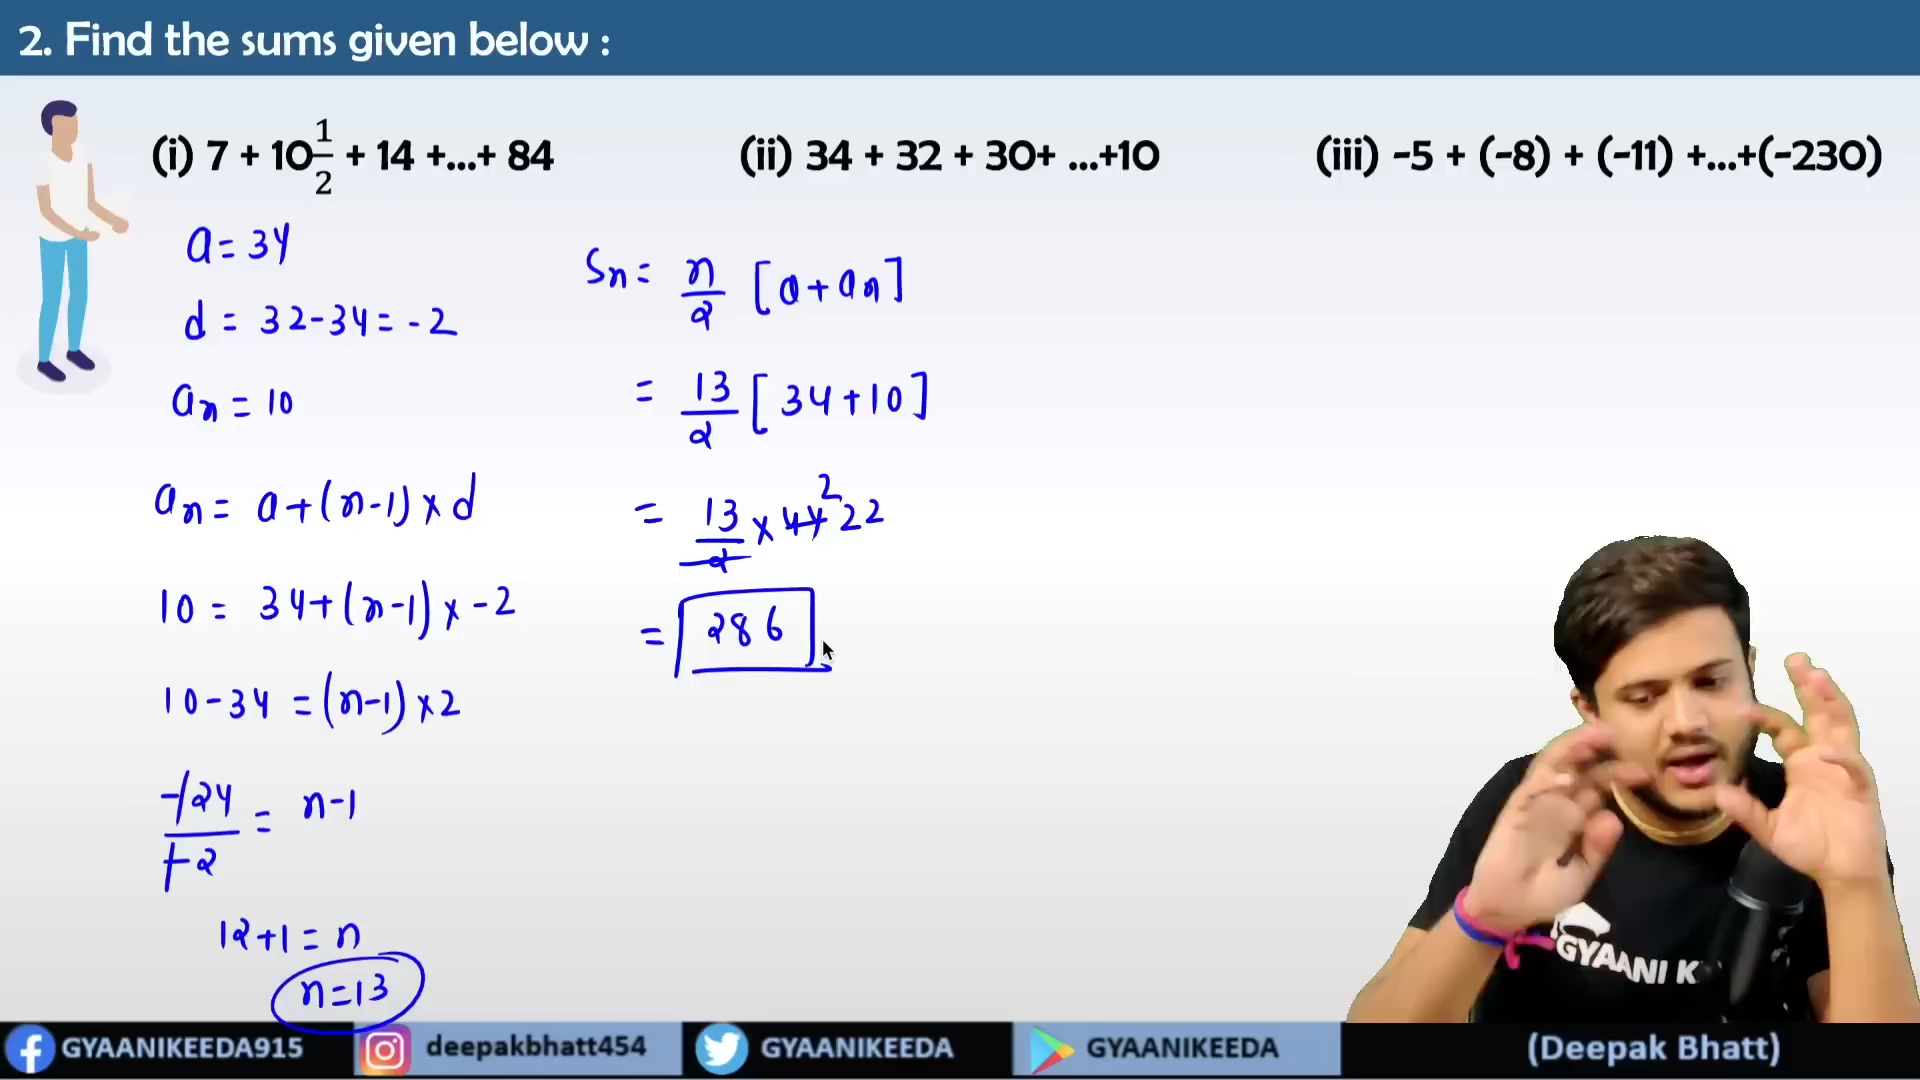 2. Find the sums given below :
(i) 7 + 10 1/2 + 14 +...+ 84
(ii) 34 + 32 + 30+ ...+10
(iii) -5 + (-8) + (-11) +...+(-230)
a = 34
d = 32-34 = -2
an = 10
an = a+(n-1) x d
10 = 34+(n-1) x -2
10-34 = (n-1) x 2
-24/-2 = n-1
12+1 = n
n=13
Sn = n/2 [a+an]
= 13/2 [34+10]
= 13/2 x 44 2 22
= 286
GYAANI K
GYAANIKEEDA915
deepakbhatt454
GYAANIKEEDA
GYAANIKEEDA
(Deepak Bhatt)